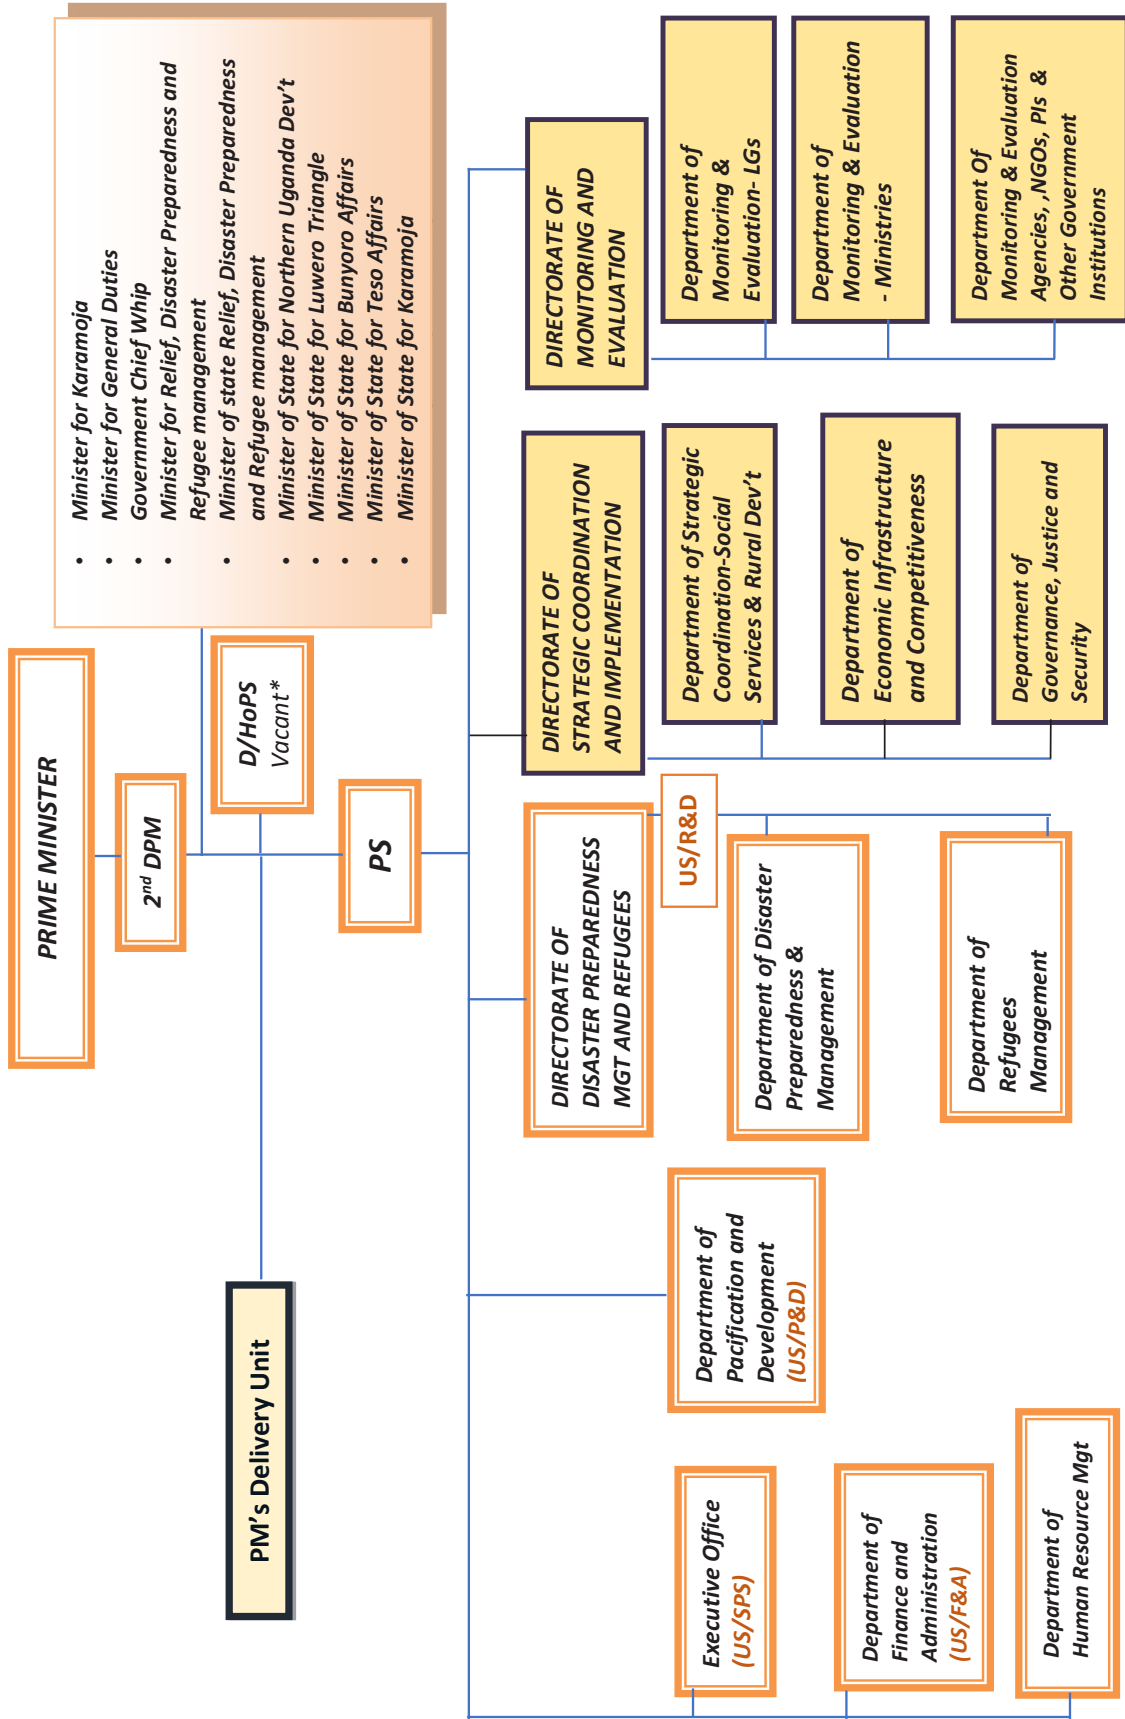 PRIME MINISTER
2nd DPM
• Minister for Karamoja
• Minister for General Duties
• Government Chief Whip
• Minister for Relief, Disaster Preparedness and
Refugee management
• Minister of state Relief, Disaster Preparedness
and Refugee management
• Minister of State for Northern Uganda Dev't
• Minister of State for Luwero Triangle
• Minister of State for Bunyoro Affairs
• Minister of State for Teso Affairs
• Minister of State for Karamoja
PM's Delivery Unit
D/HoPS
Vacant*
PS
Executive Office
(US/SPS)
Department of
Finance and
Administration
(US/F&A)
Department of
Human Resource Mgt
Department of
Pacification and
Development
(US/P&D)
DIRECTORATE OF
DISASTER PREPAREDNESS
MGT AND REFUGEES
US/R&D
Department of Disaster
Preparedness &
Management
Department of
Refugees
Management
DIRECTORATE OF
STRATEGIC COORDINATION
AND IMPLEMENTATION
Department of Strategic
Coordination-Social
Services & Rural Dev't
Department of
Economic Infrastructure
and Competitiveness
Department of
Governance, Justice and
Security
DIRECTORATE OF
MONITORING AND
EVALUATION
Department of
Monitoring &
Evaluation- LGs
Department of
Monitoring & Evaluation
- Ministries
Department Of
Monitoring & Evaluation
Agencies, ,NGOs, PIs &
Other Government
Institutions